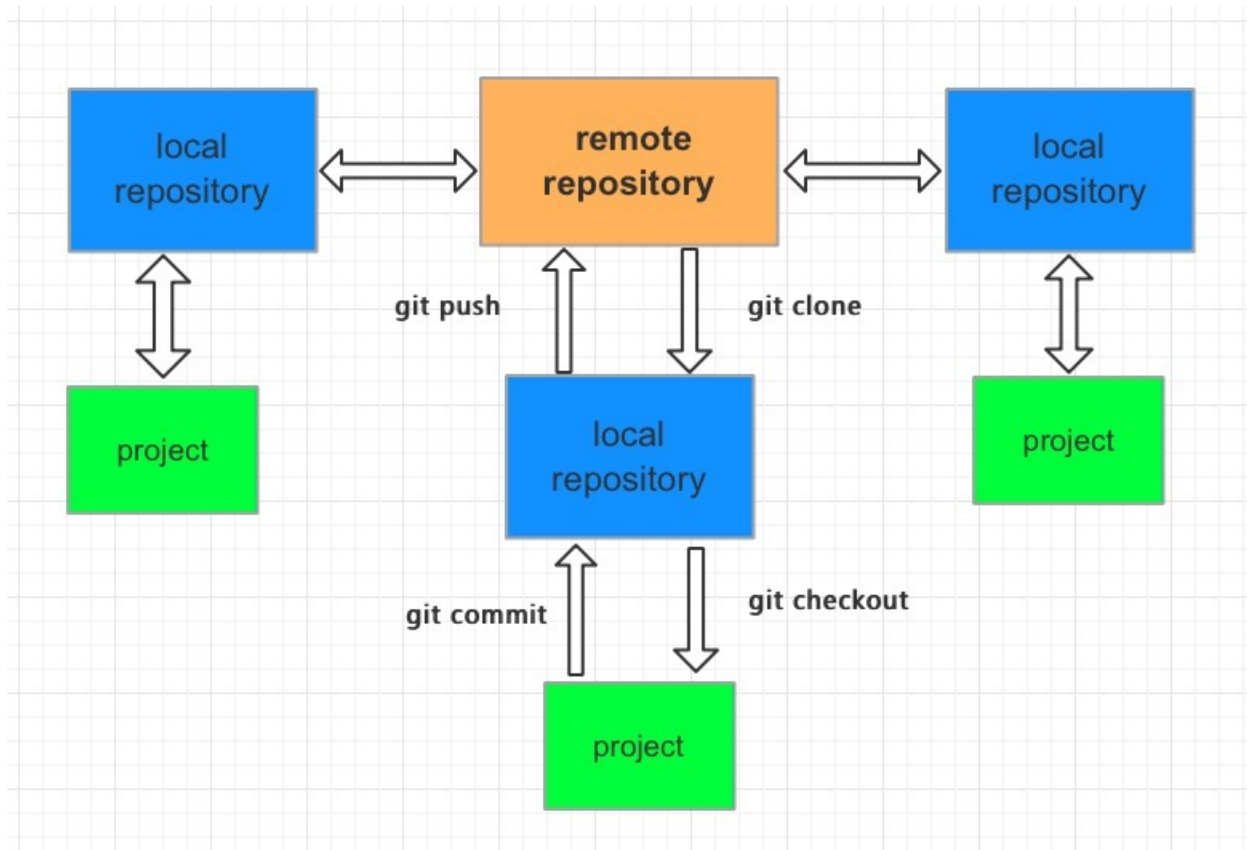 local
repository
remote
repository
local
repository
git push
git clone
project
local
repository
project
git commit
git checkout
project